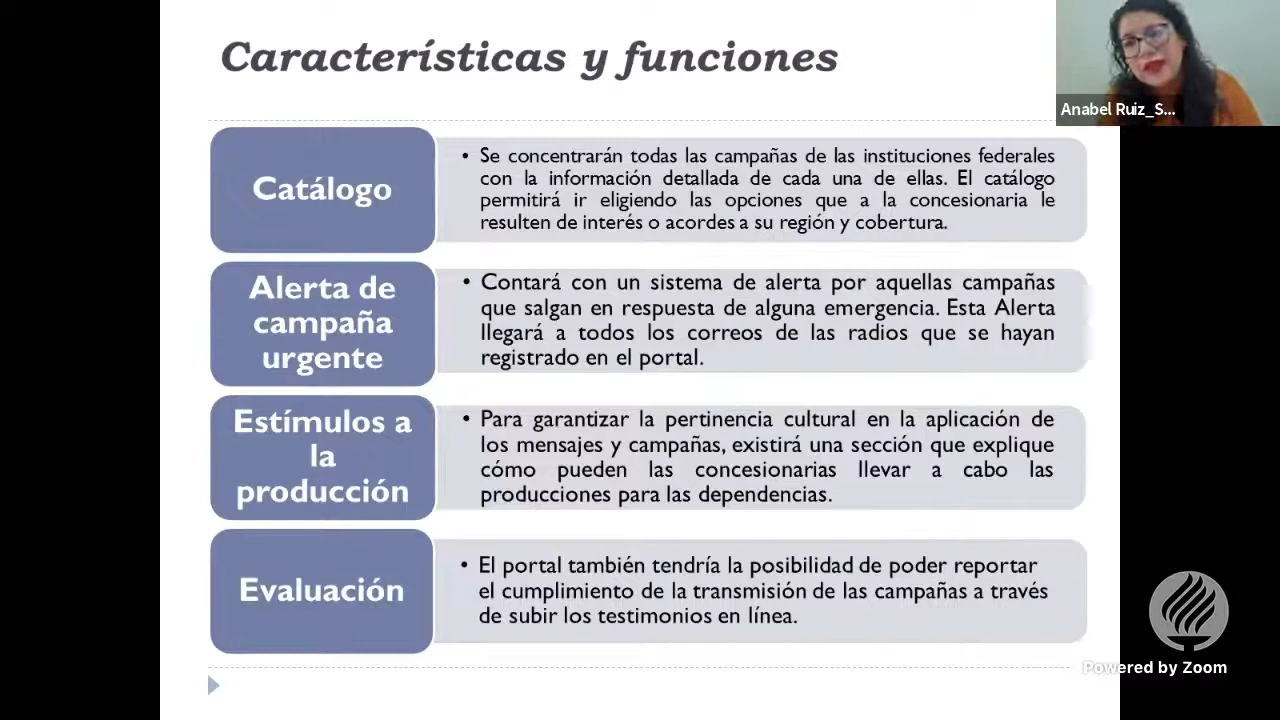 Características y funciones
Anabel Ruiz_S...
Catálogo
• Se concentrarán todas las campañas de las instituciones federales
con la información detallada de cada una de ellas. El catálogo
permitirá ir eligiendo las opciones que a la concesionaria le
resulten de interés o acordes a su región y cobertura.
Alerta de
campaña
urgente
• Contará con un sistema de alerta por aquellas campañas
que salgan en respuesta de alguna emergencia. Esta Alerta
llegará a todos los correos de las radios que se hayan
registrado en el portal.
Estímulos a
la
producción
• Para garantizar la pertinencia cultural en la aplicación de
los mensajes y campañas, existirá una sección que explique
cómo pueden las concesionarias llevar a cabo las
producciones para las dependencias.
Evaluación
• El portal también tendría la posibilidad de poder reportar
el cumplimiento de la transmisión de las campañas a través
de subir los testimonios en línea.
Powered by Zoom